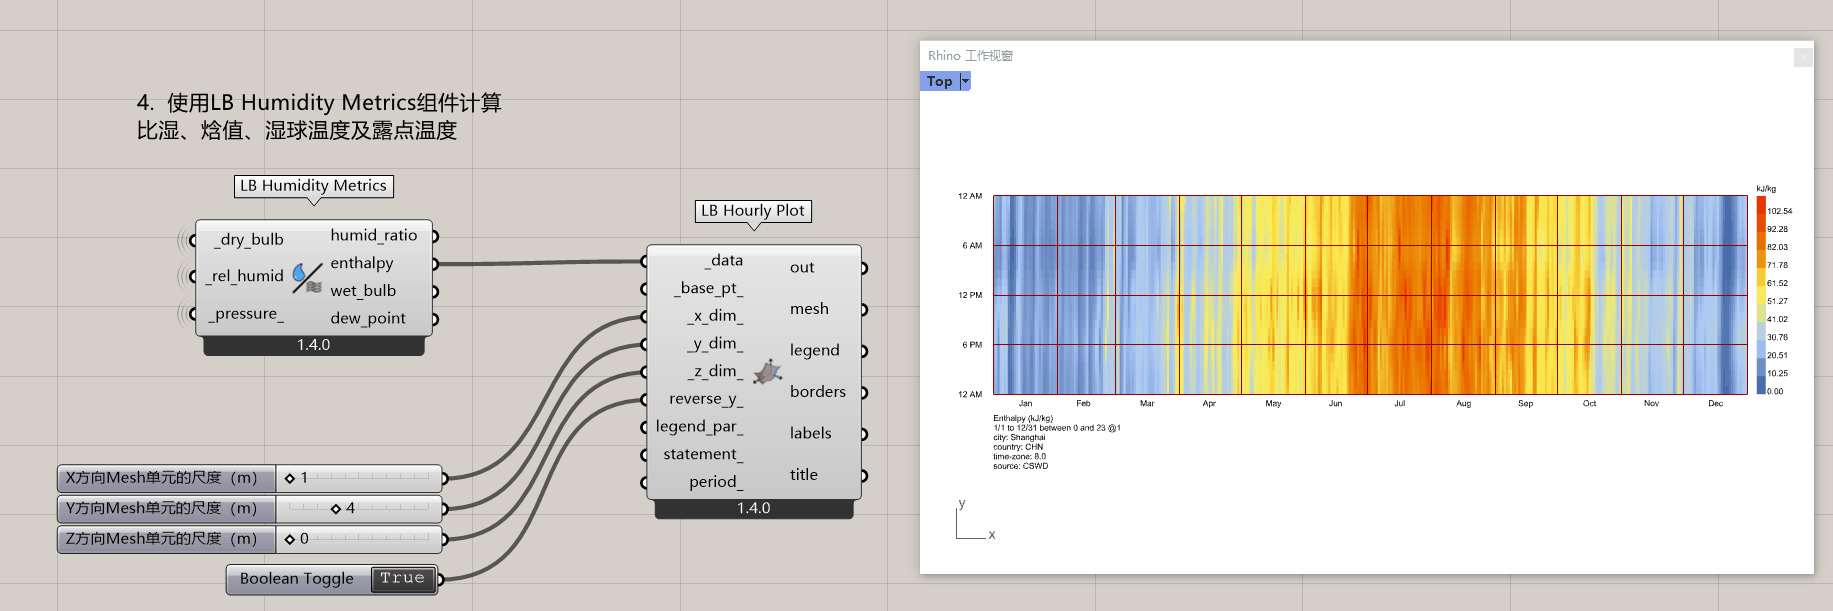 4. 使用LB Humidity Metrics组件计算
比湿、焓值、湿球温度及露点温度
LB Humidity Metrics
_dry_bulb
_rel_humid
_pressure_
humid_ratio
enthalpy
wet_bulb
dew_point
1.4.0
X方向Mesh单元的尺度（m）
1
Y方向Mesh单元的尺度（m）
4
Z方向Mesh单元的尺度（m）
0
Boolean Toggle
True
LB Hourly Plot
_data
_base_pt_
_x_dim_
_y_dim_
_z_dim_
reverse_y_
legend_par_
statement_
period_
out
mesh
legend
borders
labels
title
1.4.0
Rhino 工作视窗
Top
12 AM
6 AM
12 PM
6 PM
12 AM
Jan Feb Mar Apr May Jun Jul Aug Sep Oct Nov Dec
kJ/kg
102.54
92.28
82.03
71.78
61.52
51.27
41.02
30.76
20.51
10.25
0.00
Enthalpy (kJ/kg)
1/1 to 12/31 between 0 and 23 @1
city: Shanghai
country: CHN
time-zone: 8.0
source: CSWD
y
x